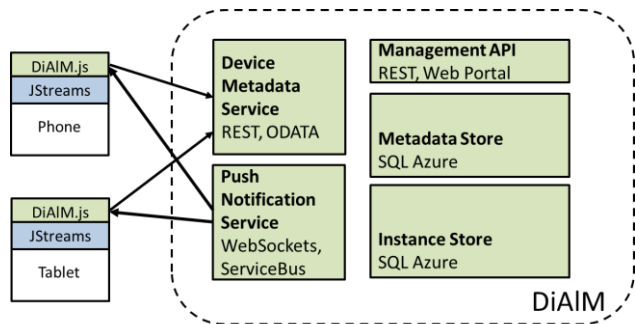 DiAlM.js
JStreams
Phone
DiAlM.js
JStreams
Tablet
Device
Metadata
Service
REST, ODATA
Push
Notification
Service
WebSockets,
ServiceBus
Management API
REST, Web Portal
Metadata Store
SQL Azure
Instance Store
SQL Azure
DiAlM